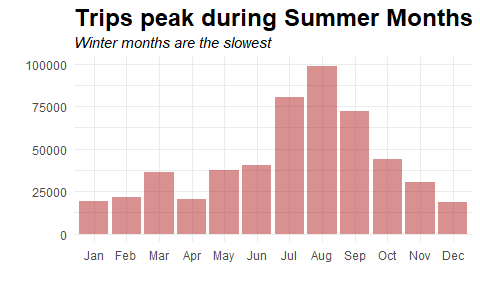 Trips peak during Summer Months
Winter months are the slowest
100000
75000
50000
25000
0
Jan Feb Mar Apr May Jun Jul Aug Sep Oct Nov Dec